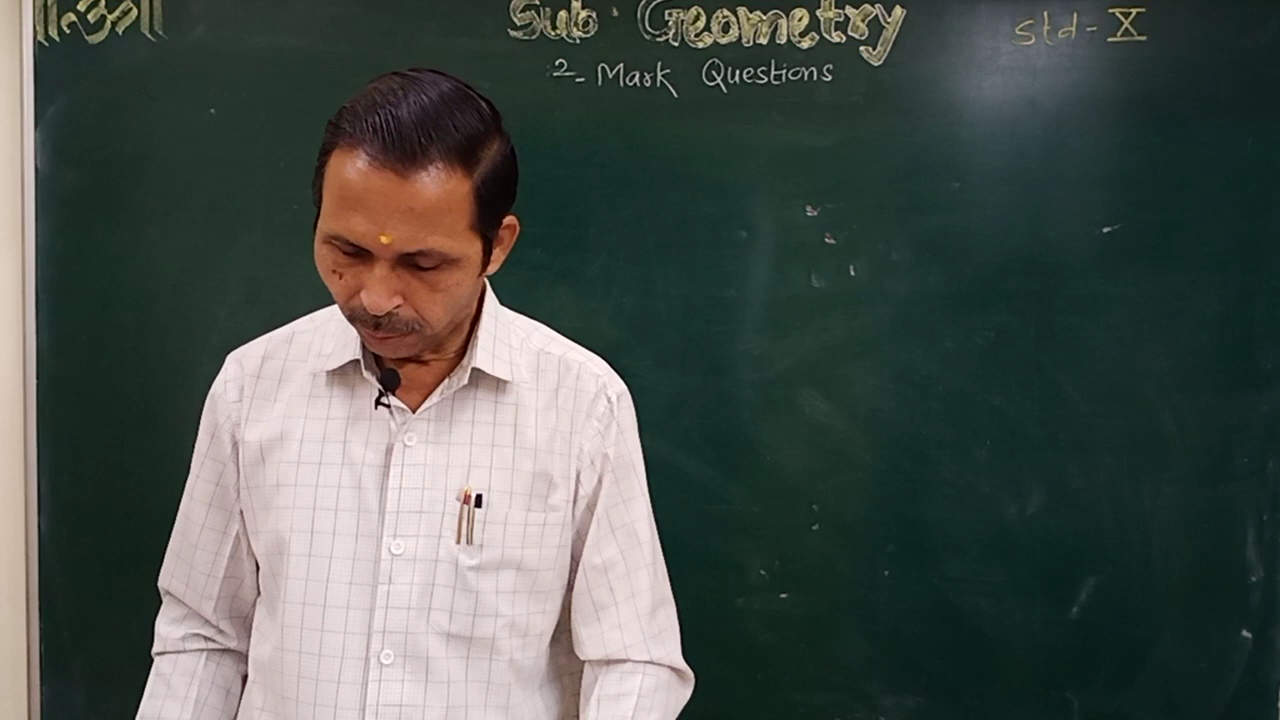 ॥ॐ॥
Sub. Geometry
std- X
2- Mark Questions